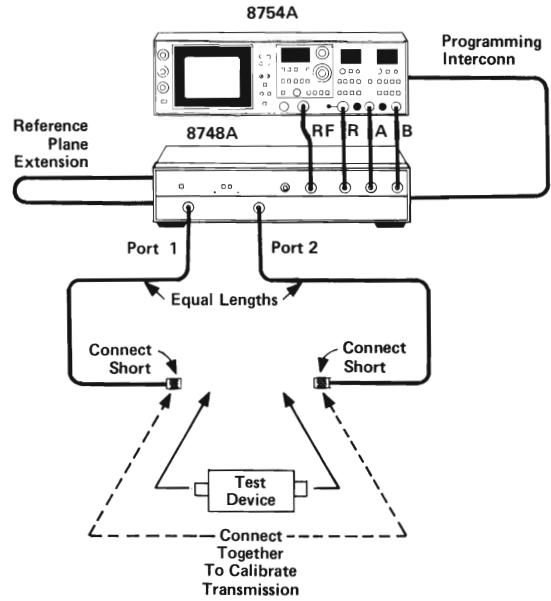 8754A
Programming
Interconn
Reference
Plane
Extension
8748A
RF
R
A
B
Port 1
Port 2
Equal Lengths
Connect
Short
Connect
Short
Test
Device
Connect
Together
To Calibrate
Transmission